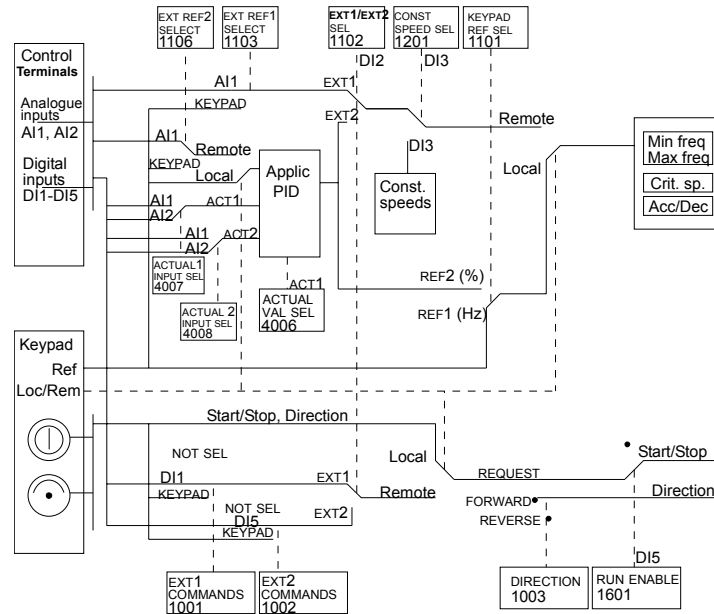 EXT REF2
SELECT
1106
EXT REF1
SELECT
1103
EXT1/EXT2
SEL
1102
CONST
SPEED SEL
1201
KEYPAD
REF SEL
1101
DI2
DI3
Control
Terminals
Analogue
inputs
AI1, AI2
Digital
inputs
DI1-DI5
AI1
KEYPAD
EXT1
EXT2
Remote
AI1
Remote
KEYPAD
Local
AI1
AI2
ACT1
AI1
AI2
ACT2
Applic
PID
DI3
Const.
speeds
Local
Min freq
Max freq
Crit. sp.
Acc/Dec
ACTUAL1
INPUT SEL
4007
ACTUAL 2
INPUT SEL
4008
ACT1
ACTUAL
VAL SEL
4006
REF2 (%)
REF1 (Hz)
Keypad
Ref
Loc/Rem
Start/Stop, Direction
NOT SEL
DI1
KEYPAD
EXT1
NOT SEL
DI5
KEYPAD
EXT2
Local
Remote
REQUEST
Start/Stop
FORWARD
REVERSE
Direction
DI5
EXT1
COMMANDS
1001
EXT2
COMMANDS
1002
DIRECTION
1003
RUN ENABLE
1601